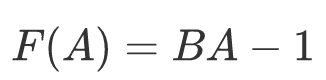 F(A) = BA − 1